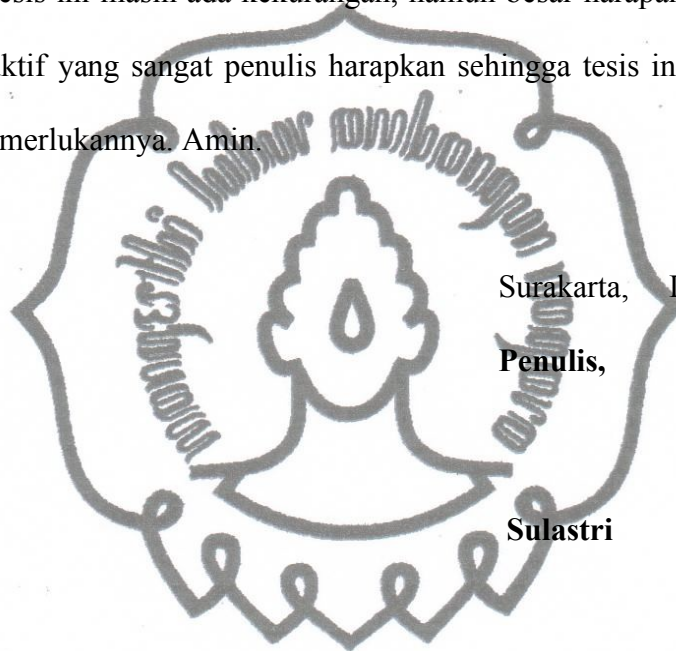 esis ini masih ada kekurangan, namun besar harapan
ktif yang sangat penulis harapkan sehingga tesis in
merlukannya. Amin.
Surakarta,
Penulis,
Sulastri